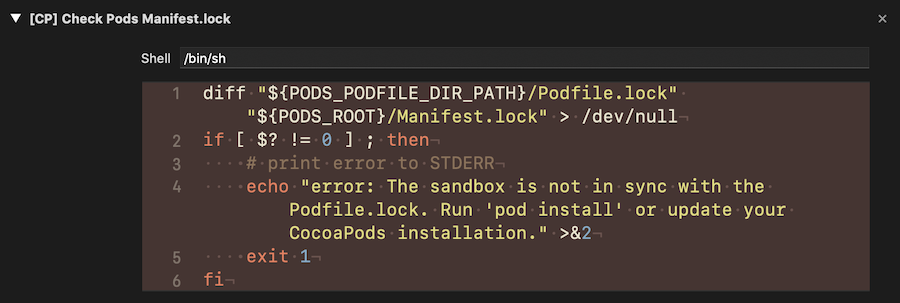 ▼ [CP] Check Pods Manifest.lock ×
Shell /bin/sh
1 diff "${PODS_PODFILE_DIR_PATH}/Podfile.lock"
"${PODS_ROOT}/Manifest.lock" > /dev/null¬
2 if [ $? != 0 ] ; then¬
3 ····# print error to STDERR¬
4 ····echo "error: The sandbox is not in sync with the
Podfile.lock. Run 'pod install' or update your
CocoaPods installation." >&2¬
5 ····exit 1¬
6 fi¬